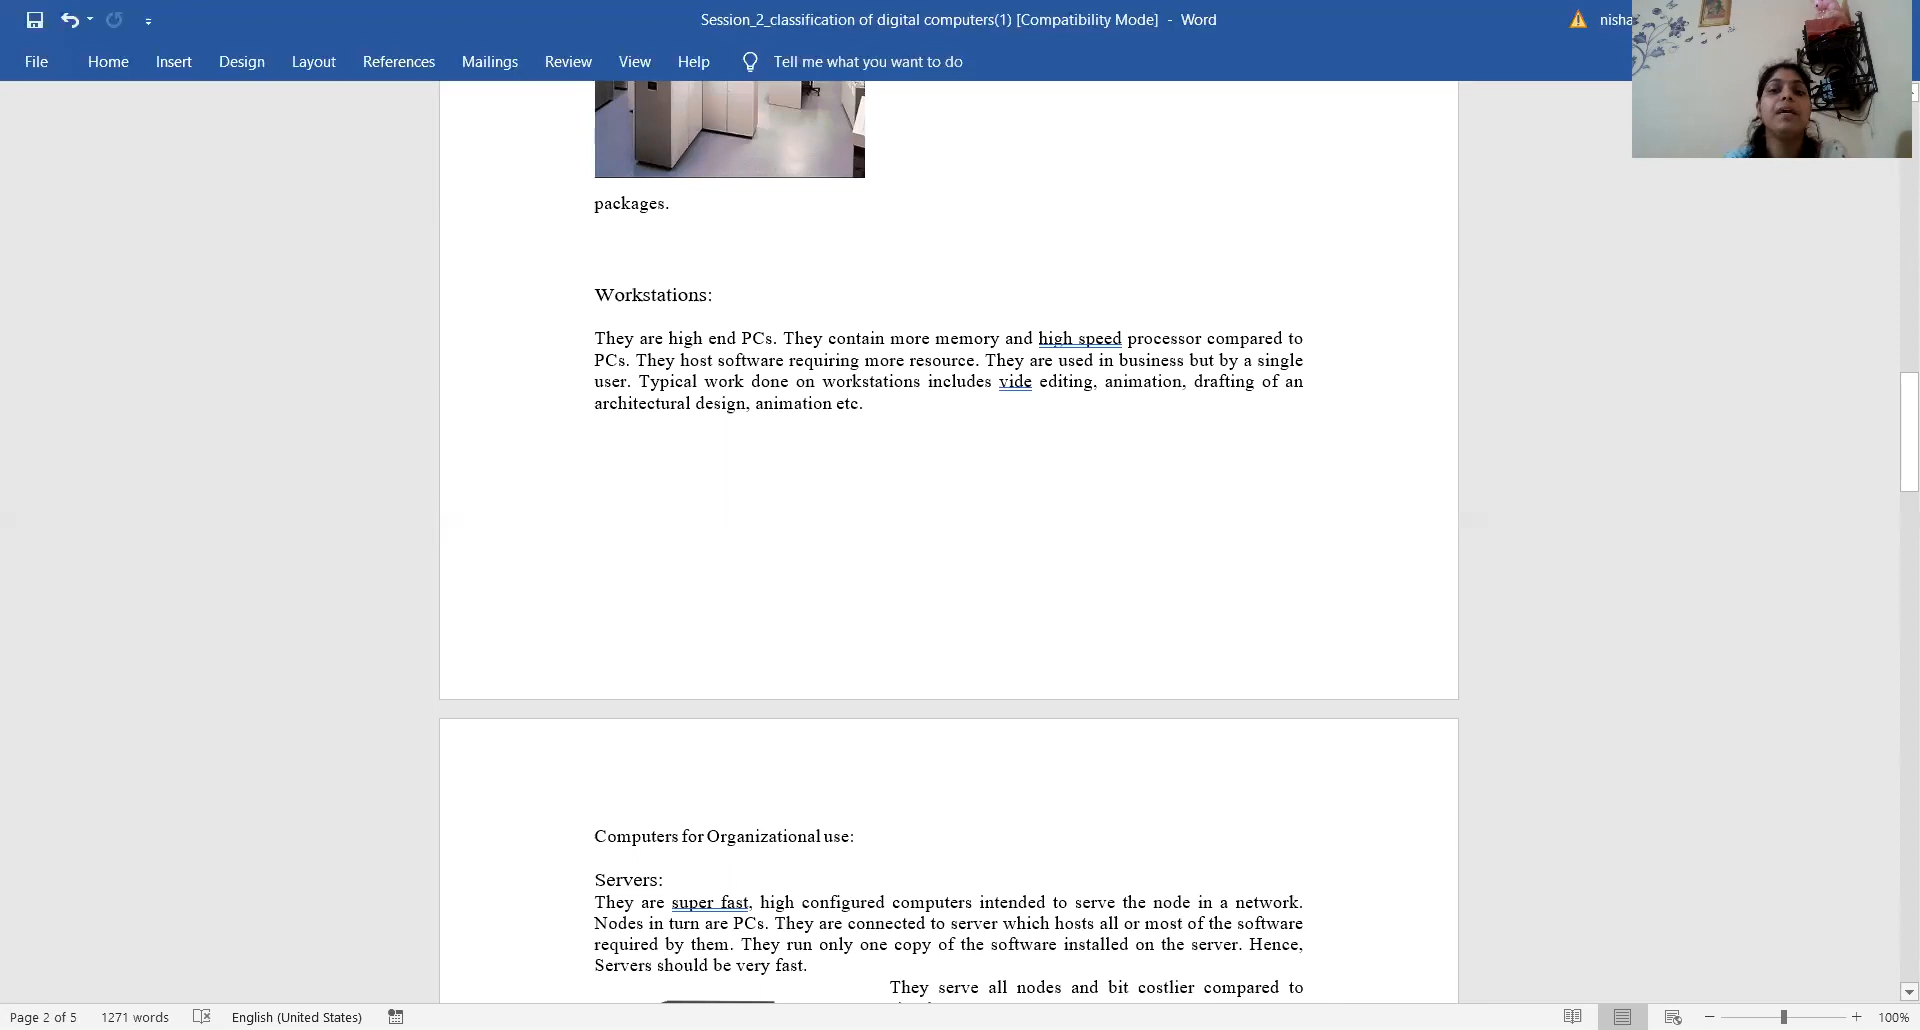 Session_2_classification of digital computers(1) [Compatibility Mode] - Word
nisha
File Home Insert Design Layout References Mailings Review View Help Tell me what you want to do
packages.
Workstations:
They are high end PCs. They contain more memory and high speed processor compared to
PCs. They host software requiring more resource. They are used in business but by a single
user. Typical work done on workstations includes vide editing, animation, drafting of an
architectural design, animation etc.
Computers for Organizational use:
Servers:
They are super fast, high configured computers intended to serve the node in a network.
Nodes in turn are PCs. They are connected to server which hosts all or most of the software
required by them. They run only one copy of the software installed on the server. Hence,
Servers should be very fast.
They serve all nodes and bit costlier compared to
Page 2 of 5 1271 words English (United States) 100%